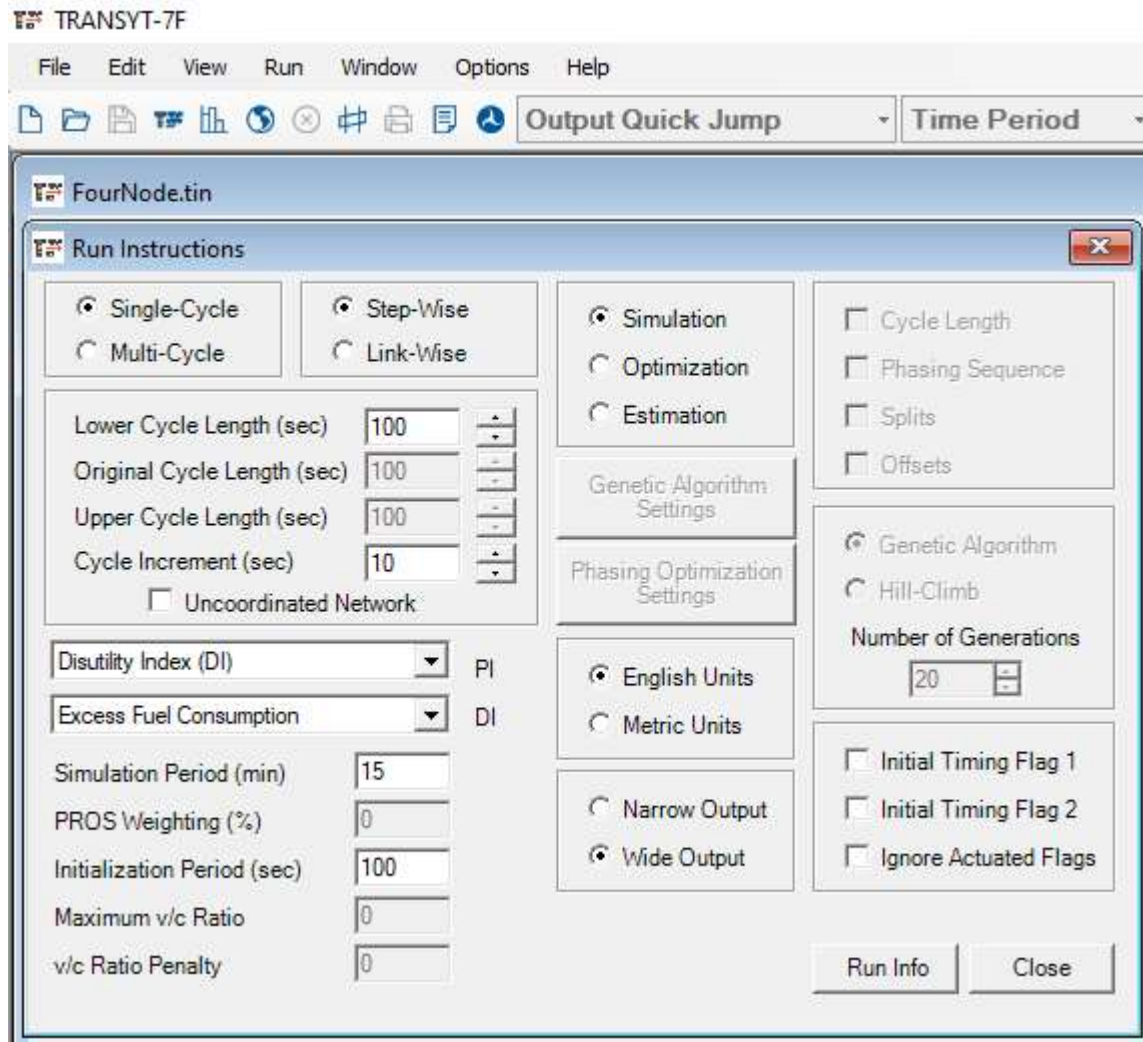 TRANSYT-7F
File Edit View Run Window Options Help
Output Quick Jump Time Period
FourNode.tin
Run Instructions
Single-Cycle
Multi-Cycle
Step-Wise
Link-Wise
Lower Cycle Length (sec) 100
Original Cycle Length (sec) 100
Upper Cycle Length (sec) 100
Cycle Increment (sec) 10
Uncoordinated Network
Disutility Index (DI) PI
Excess Fuel Consumption DI
Simulation Period (min) 15
PROS Weighting (%) 0
Initialization Period (sec) 100
Maximum v/c Ratio 0
v/c Ratio Penalty 0
Simulation
Optimization
Estimation
Genetic Algorithm
Settings
Phasing Optimization
Settings
English Units
Metric Units
Narrow Output
Wide Output
Cycle Length
Phasing Sequence
Splits
Offsets
Genetic Algorithm
Hill-Climb
Number of Generations
20
Initial Timing Flag 1
Initial Timing Flag 2
Ignore Actuated Flags
Run Info Close